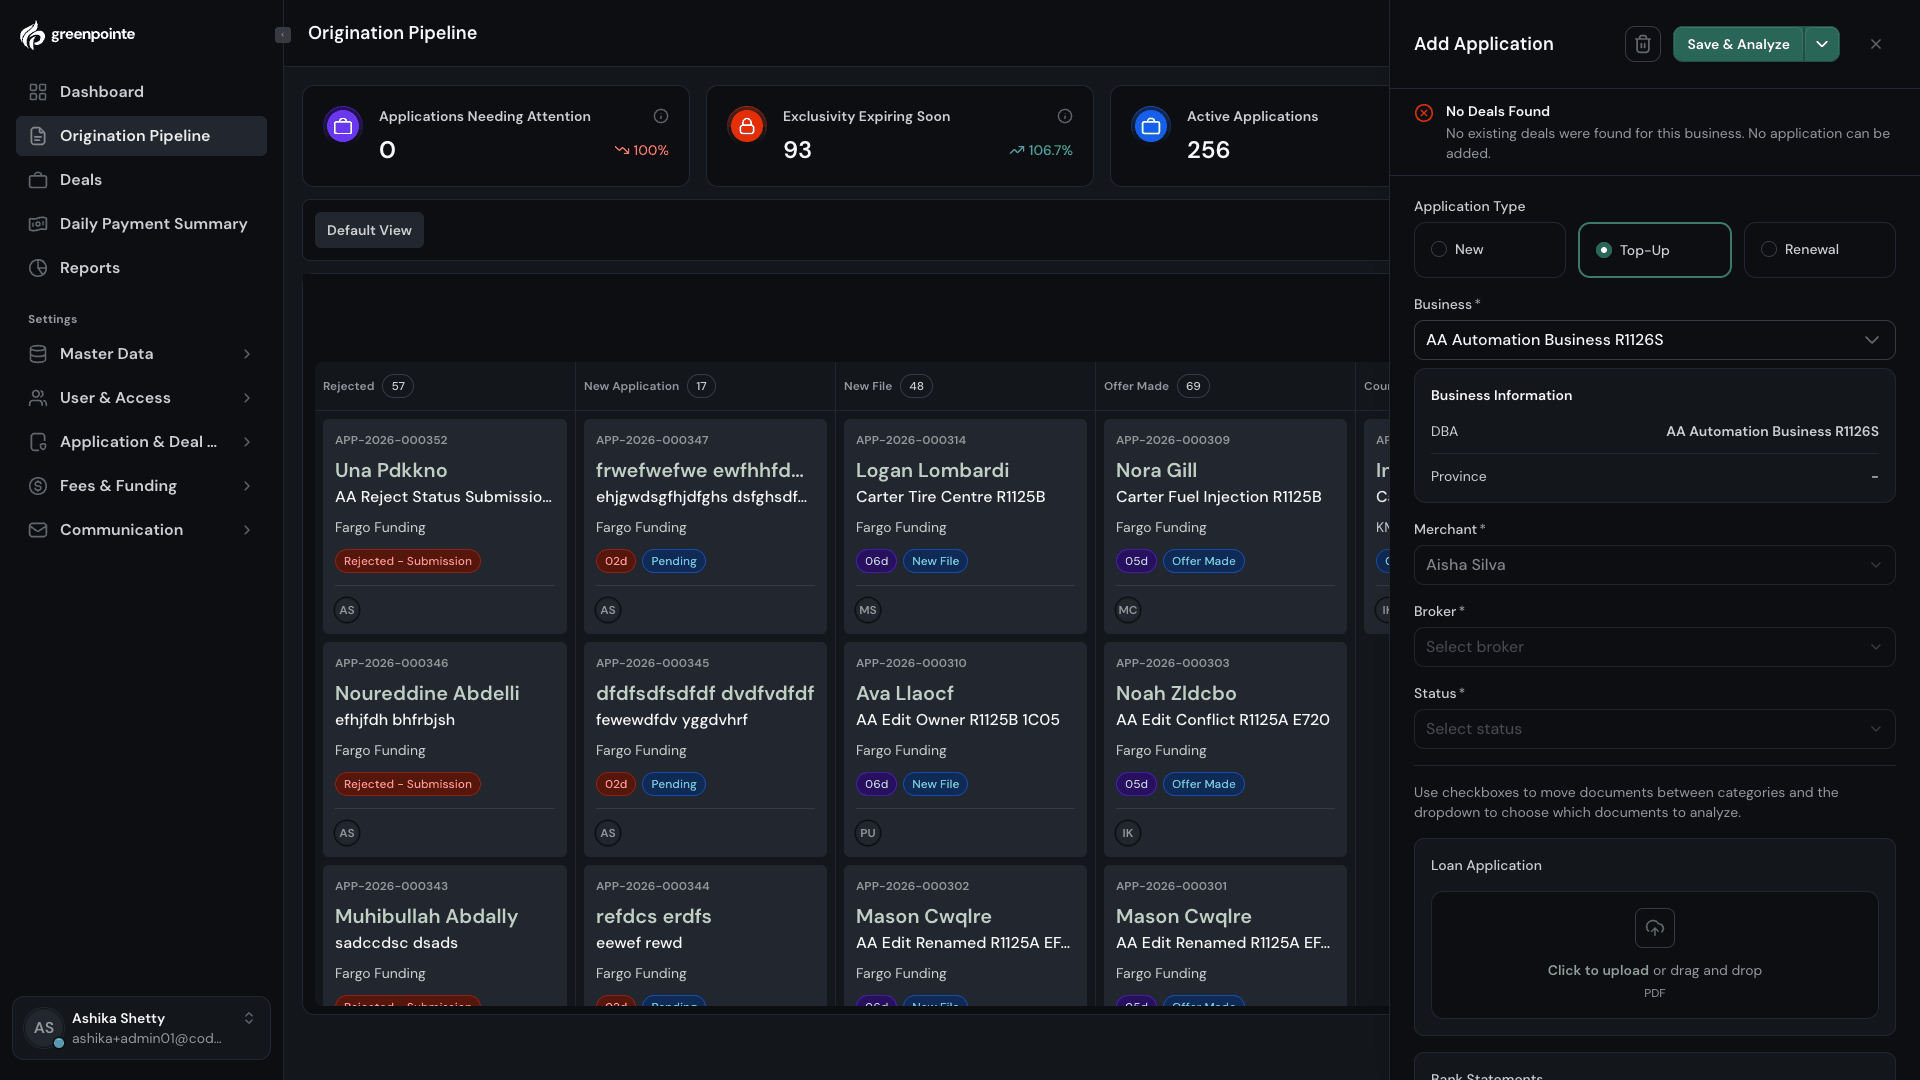 greenpointe
Dashboard
Origination Pipeline
Deals
Daily Payment Summary
Reports
Settings
Master Data
User & Access
Application & Deal ...
Fees & Funding
Communication
AS
Ashika Shetty
ashika+admin01@cod...
Origination Pipeline
Applications Needing Attention
0
100%
Exclusivity Expiring Soon
93
106.7%
Active Applications
256
Default View
Rejected 57
APP-2026-000352
Una Pdkkno
AA Reject Status Submissio...
Fargo Funding
Rejected - Submission
AS
APP-2026-000346
Noureddine Abdelli
efhjfdh bhfrbjsh
Fargo Funding
Rejected - Submission
AS
APP-2026-000343
Muhibullah Abdally
sadccdsc dsads
Fargo Funding
Rejected - Submission
New Application 17
APP-2026-000347
frwefwefwe ewfhhfd...
ehjgwdsgfhjdfghs dsfghsdf...
Fargo Funding
02d Pending
AS
APP-2026-000345
dfdfsdfsdfdf dvdfvdfdf
fewewdfdv yggdvhrf
Fargo Funding
02d Pending
AS
APP-2026-000344
refdcs erdfs
eewef rewd
Fargo Funding
Pending
New File 48
APP-2026-000314
Logan Lombardi
Carter Tire Centre R1125B
Fargo Funding
06d New File
MS
APP-2026-000310
Ava Llaocf
AA Edit Owner R1125B 1C05
Fargo Funding
06d New File
PU
APP-2026-000302
Mason Cwqlre
AA Edit Renamed R1125A EF...
Fargo Funding
06d New File
Offer Made 69
APP-2026-000309
Nora Gill
Carter Fuel Injection R1125B
Fargo Funding
05d Offer Made
MC
APP-2026-000303
Noah Zldcbo
AA Edit Conflict R1125A E720
Fargo Funding
05d Offer Made
IK
APP-2026-000301
Mason Cwqlre
AA Edit Renamed R1125A EF...
Fargo Funding
05d Offer Made
Add Application
Save & Analyze
No Deals Found
No existing deals were found for this business. No application can be
added.
Application Type
New
Top-Up
Renewal
Business*
AA Automation Business R1126S
Business Information
DBA AA Automation Business R1126S
Province -
Merchant*
Aisha Silva
Broker*
Select broker
Status*
Select status
Use checkboxes to move documents between categories and the
dropdown to choose which documents to analyze.
Loan Application
Click to upload or drag and drop
PDF
Bank Statements